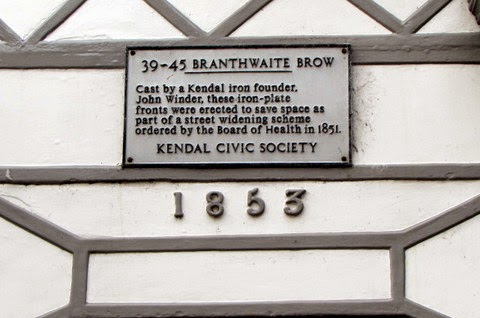 39-45 BRANTHWAITE BROW
Cast by a Kendal iron founder,
John Winder, these iron-plate
fronts were erected to save space as
part of a street widening scheme
ordered by the Board of Health in 1851.
KENDAL CIVIC SOCIETY
1853